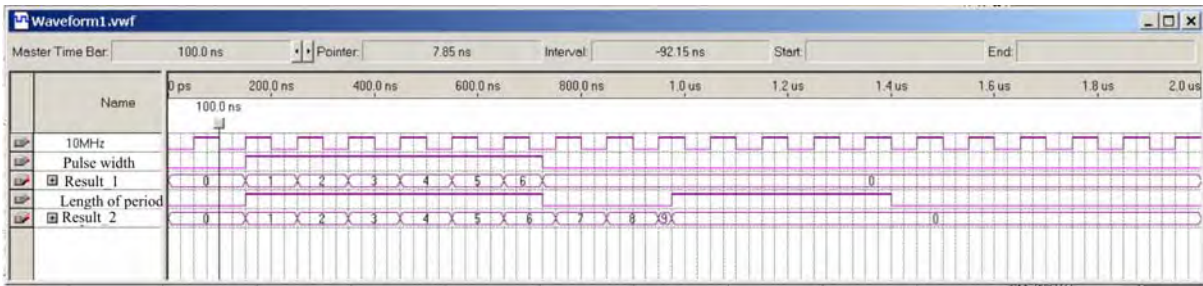 Waveform1.vwf
Master Time Bar: 100.0 ns Pointer: 7.85 ns Interval: -92.15 ns Start: End:
Name 0 ps 200.0 ns 400.0 ns 600.0 ns 800.0 ns 1.0 us 1.2 us 1.4 us 1.6 us 1.8 us 2.0 us
100.0 ns
10MHz
Pulse width
Result_1 0 1 2 3 4 5 6 0
Length of period
Result_2 0 1 2 3 4 5 6 7 8 9 0